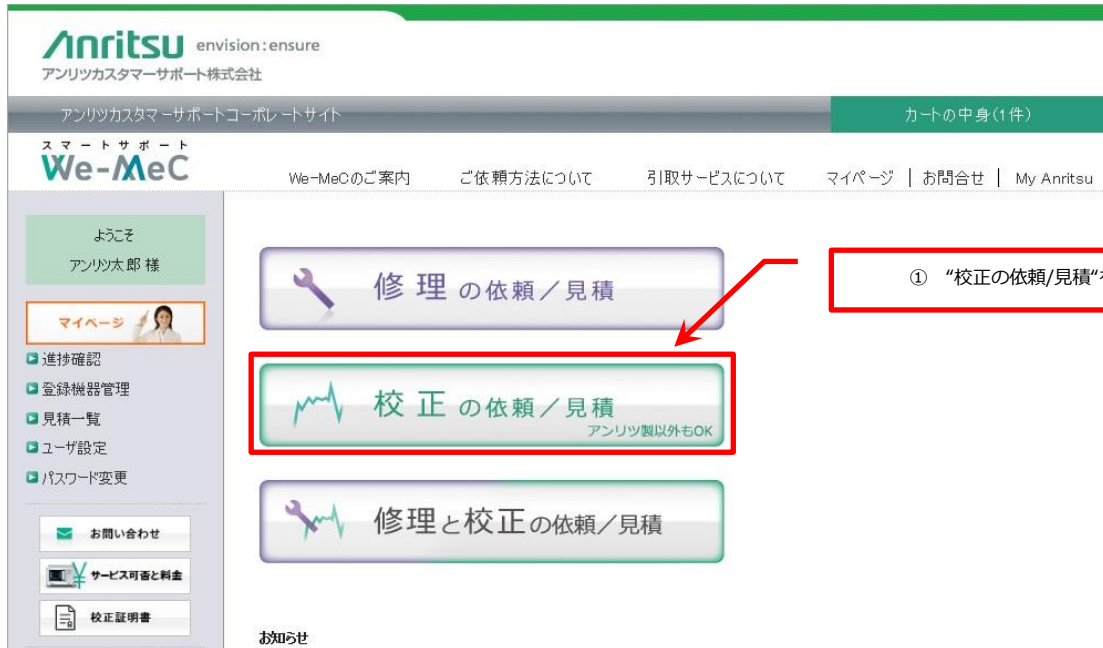 Anritsu envision:ensure
アンリツカスタマーサポート株式会社
アンリツカスタマーサポートコーポレートサイト
カートの中身(1件)
スマートサポート
We-MeC
We-MeCのご案内 ご依頼方法について 引取サービスについて マイページ | お問合せ | My Anritsu
ようこそ
アンリツ太郎 様
マイページ
進捗確認
登録機器管理
見積一覧
ユーザ設定
パスワード変更
お問い合わせ
サービス可否と料金
校正証明書
修理の依頼／見積
① “校正の依頼/見積“
校正の依頼／見積
アンリツ製以外もOK
修理と校正の依頼／見積
お知らせ